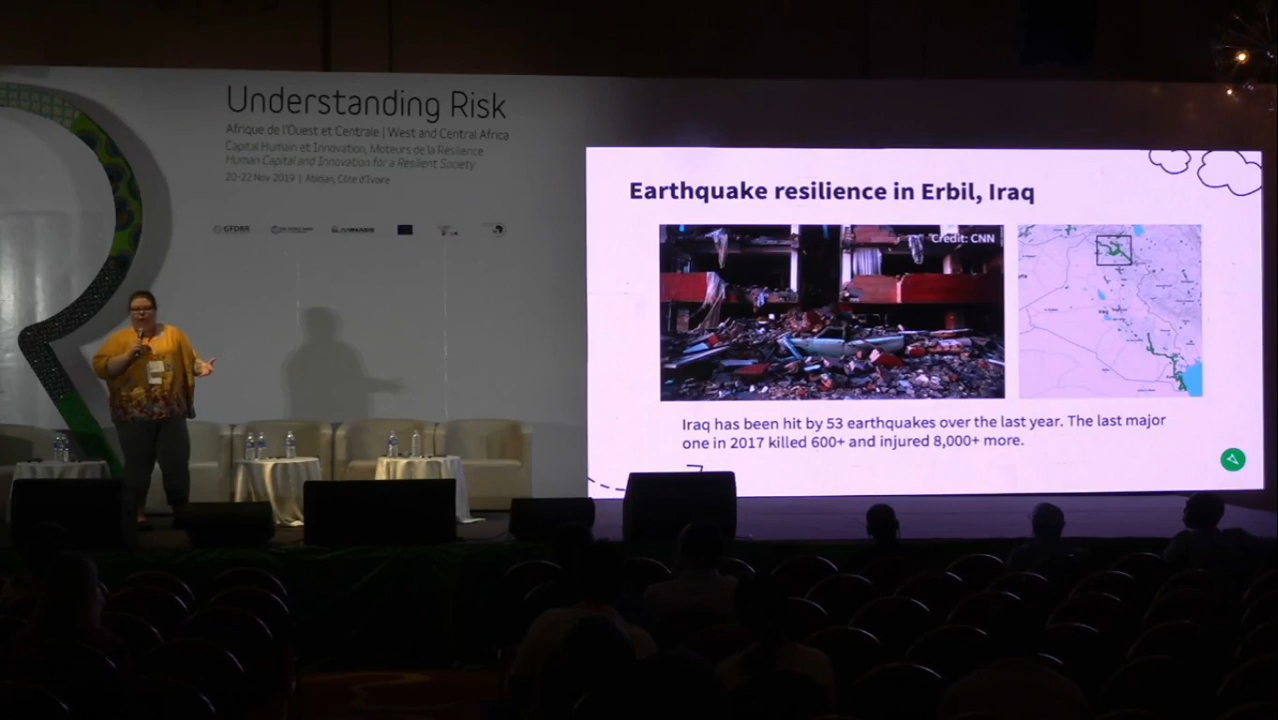 Understanding Risk
Afrique de l'Ouest et Centrale | West and Central Africa
Capital Humain et Innovation, Moteurs de la Resilience
Human Capital and Innovation for a Resilient Society
20-22 Nov 2019 | Abidjan, Côte d'Ivoire
GFDRR
Earthquake resilience in Erbil, Iraq
Credit: CNN
Iraq has been hit by 53 earthquakes over the last year. The last major
one in 2017 killed 600+ and injured 8,000+ more.